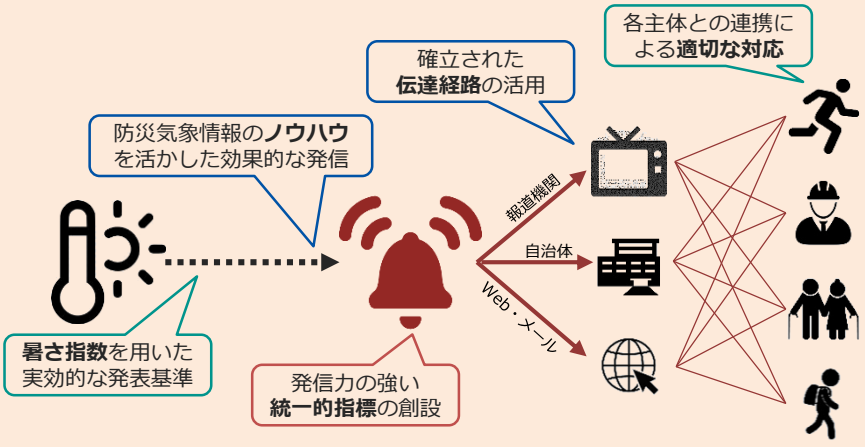 各主体との連携に
よる適切な対応
確立された
伝達経路の活用
防災気象情報のノウハウ
を活かした効果的な発信
報道機関
自治体
Web・メール
暑さ指数を用いた
実効的な発表基準
発信力の強い
統一的指標の創設